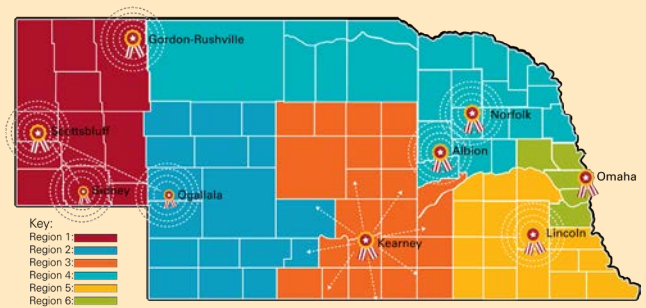 Gordon-Rushville
Norfolk
Scottsbluff
Albion
Omaha
Sidney
Ogallala
Lincoln
Kearney
Key:
Region 1:
Region 2:
Region 3:
Region 4:
Region 5:
Region 6: